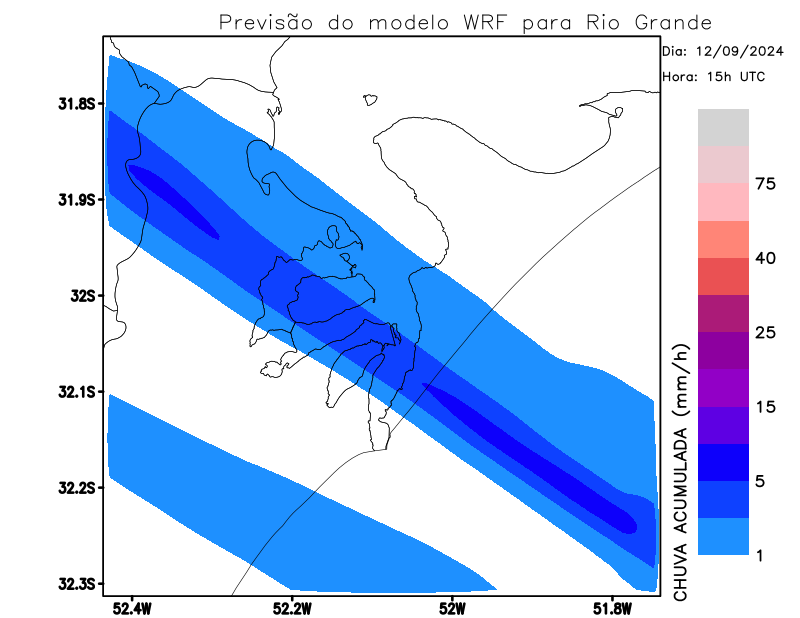 Previsão do modelo WRF para Rio Grande
Dia: 12/09/2024
Hora: 15h UTC
31.8S
31.9S
32S
32.1S
32.2S
32.3S
52.4W
52.2W
52W
51.8W
75
40
25
15
5
1
CHUVA ACUMULADA (mm/h)